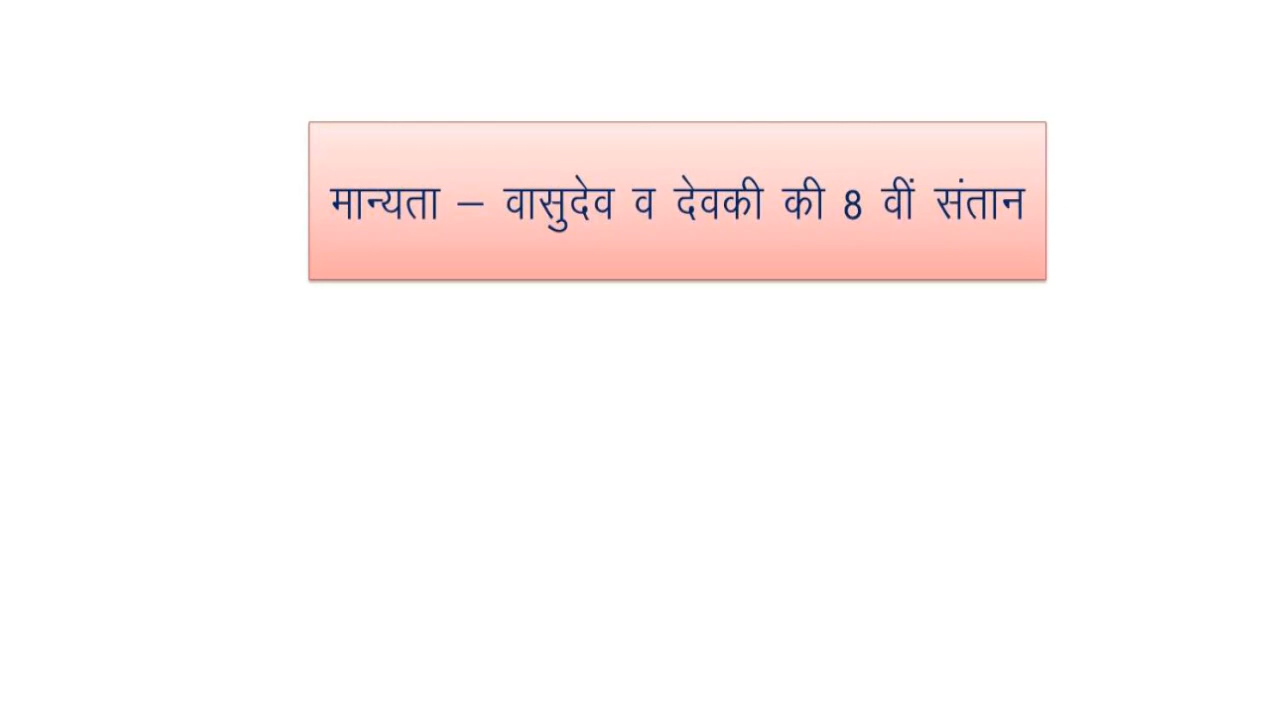 मान्यता – वासुदेव व देवकी की 8 वीं संतान